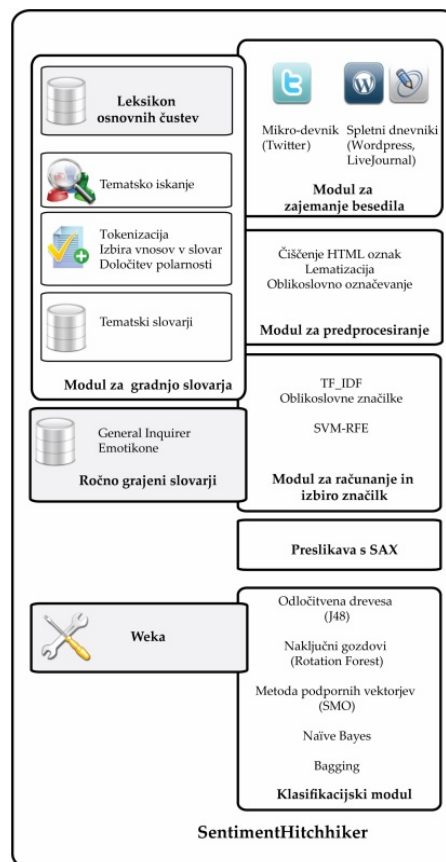 Leksikon
osnovnih čustev
Tematsko iskanje
Tokenizacija
Izbira vnosov v slovar
Določitev polarnosti
Tematski slovarji
Modul za gradnjo slovarja
General Inquirer
Emotikone
Ročno grajeni slovarji
Weka
Mikro-devnik
(Twitter)
Spletni dnevniki
(Wordpress,
LiveJournal)
Modul za
zajemanje besedila
Čiščenje HTML oznak
Lematizacija
Oblikoslovno označevanje
Modul za predprocesiranje
TF_IDF
Oblikoslovne značilke
SVM-RFE
Modul za računanje in
izbiro značilk
Preslikava s SAX
Odločitvena drevesa
(J48)
Naključni gozdovi
(Rotation Forest)
Metoda podpornih vektorjev
(SMO)
Naïve Bayes
Bagging
Klasifikacijski modul
SentimentHitchhiker